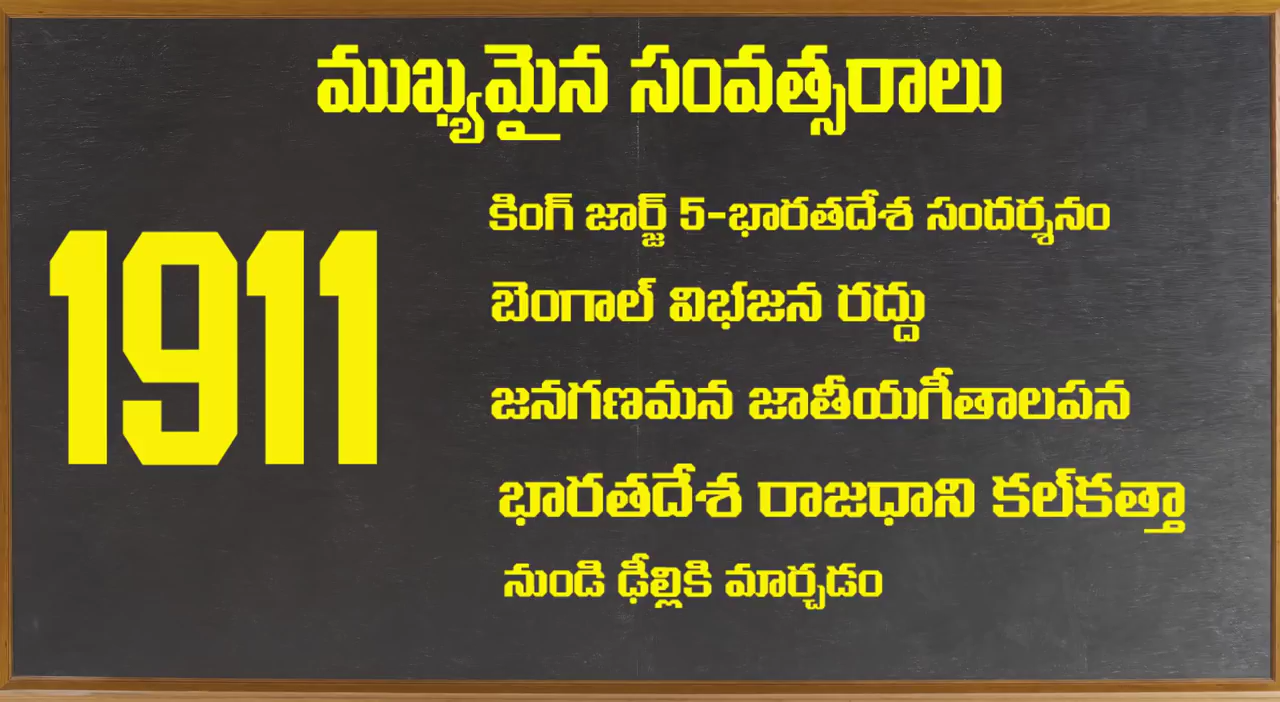 ముఖ్యమైన సంవత్సరాలు
1911
కింగ్ జార్జ్ 5-భారతదేశ సందర్శనం
బెంగాల్ విభజన రద్దు
జనగణమన జాతీయగీతాలపన
భారతదేశ రాజధాని కల్‌కత్తా
నుండి ఢీల్లికి మార్చడం